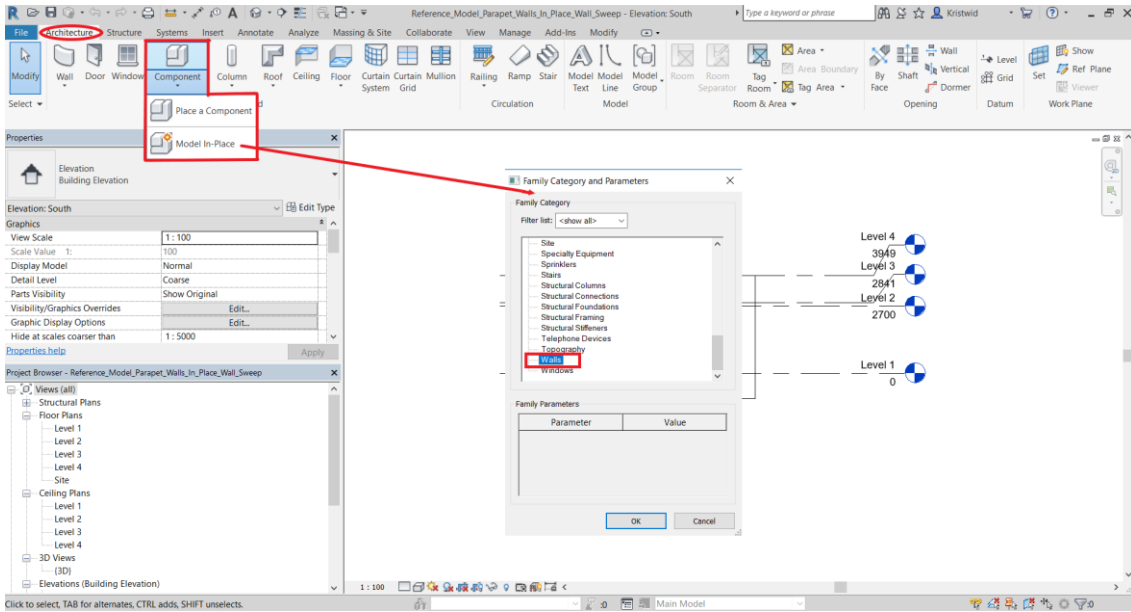 Reference_Model_Parapet_Walls_In_Place_Wall_Sweep - Elevation: South
Type a keyword or phrase
Kristwid
File Architecture Structure Systems Insert Annotate Analyze Massing & Site Collaborate View Manage Add-Ins Modify
Modify
Wall
Door
Window
Component
Column
Roof
Ceiling
Floor
Curtain System
Curtain Grid
Mullion
Railing
Ramp
Stair
Model Text
Model Line
Model Group
Room
Room Separator
Tag Room
Area
Area Boundary
Tag Area
By Face
Shaft
Wall
Vertical
Dormer
Level
Grid
Set
Show
Ref Plane
Viewer
Select
Circulation
Model
Room & Area
Opening
Datum
Work Plane
Place a Component
Model In-Place
Properties
Elevation
Building Elevation
Elevation: South
Edit Type
Graphics
View Scale 1 : 100
Scale Value 1: 100
Display Model Normal
Detail Level Coarse
Parts Visibility Show Original
Visibility/Graphics Overrides Edit...
Graphic Display Options Edit...
Hide at scales coarser than 1 : 5000
Properties help
Apply
Project Browser - Reference_Model_Parapet_Walls_In_Place_Wall_Sweep
Views (all)
Structural Plans
Floor Plans
Level 1
Level 2
Level 3
Level 4
Site
Ceiling Plans
Level 1
Level 2
Level 3
Level 4
3D Views
{3D}
Elevations (Building Elevation)
Family Category and Parameters
Family Category
Filter list: <show all>
Site
Specialty Equipment
Sprinklers
Stairs
Structural Columns
Structural Connections
Structural Foundations
Structural Framing
Structural Stiffeners
Telephone Devices
Topography
Walls
Windows
Family Parameters
Parameter Value
OK Cancel
Level 4
3949
Level 3
2841
Level 2
2700
Level 1
0
1 : 100
Click to select, TAB for alternates, CTRL adds, SHIFT unselects.
:0
Main Model
:0